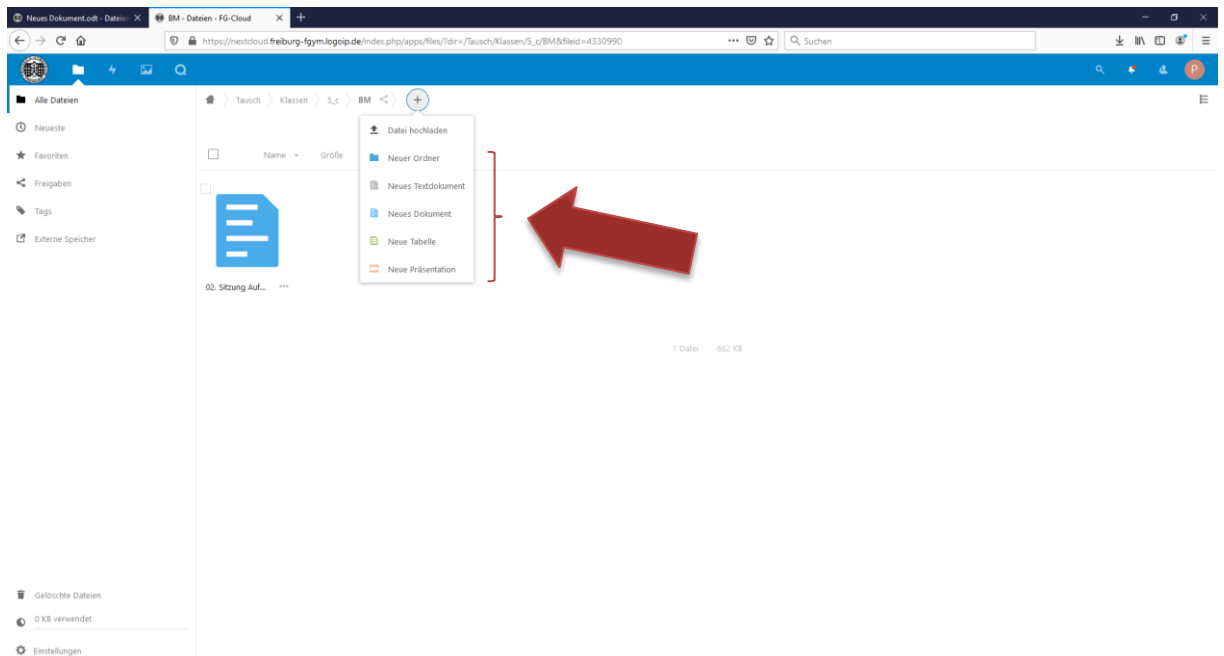 Neues Dokument.odt - Dateien
BM - Dateien - FG-Cloud
https://nextcloud.freiburg-fgym.logoip.de/index.php/apps/files/?dir=/Tausch/Klassen/5_c/BM&fileid=4330990
Suchen
P
Alle Dateien
Neueste
Favoriten
Freigaben
Tags
Externe Speicher
Tausch
Klassen
5_c
BM
Name
Größe
Datei hochladen
Neuer Ordner
Neues Textdokument
Neues Dokument
Neue Tabelle
Neue Präsentation
02. Sitzung Auf...
1 Datei 662 KB
Gelöschte Dateien
0 KB verwendet
Einstellungen